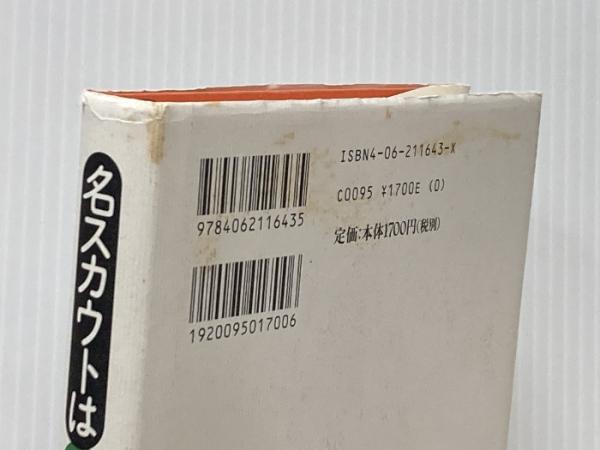 名スカウトは
ISBN4-06-211643-X
C0095 ¥1700E (0)
定価:本体1700円(税別)
9784062116435
1920095017006